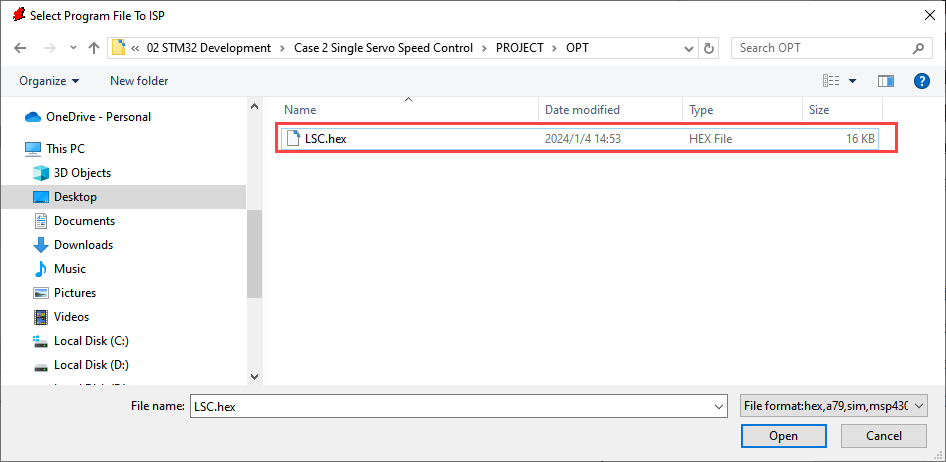 Select Program File To ISP
« 02 STM32 Development > Case 2 Single Servo Speed Control > PROJECT > OPT
Search OPT
Organize
New folder
Name Date modified Type Size
LSC.hex 2024/1/4 14:53 HEX File 16 KB
OneDrive - Personal
This PC
3D Objects
Desktop
Documents
Downloads
Music
Pictures
Videos
Local Disk (C:)
Local Disk (D:)
File name: LSC.hex
File format:hex,a79,sim,msp430
Open
Cancel